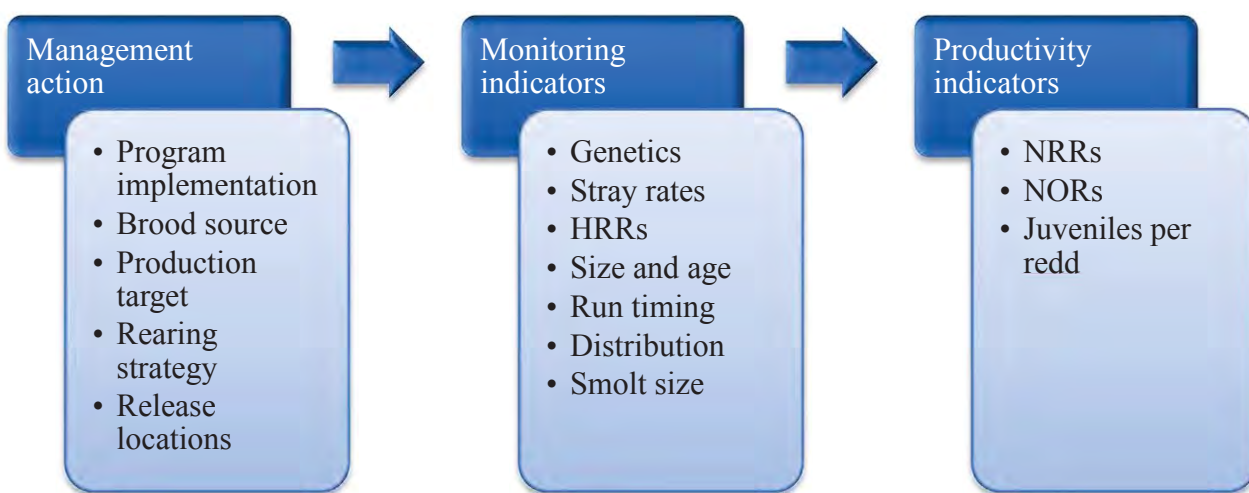 Management
action
• Program
implementation
• Brood source
• Production
target
• Rearing
strategy
• Release
locations
Monitoring
indicators
• Genetics
• Stray rates
• HRRs
• Size and age
• Run timing
• Distribution
• Smolt size
Productivity
indicators
• NRRs
• NORs
• Juveniles per
redd